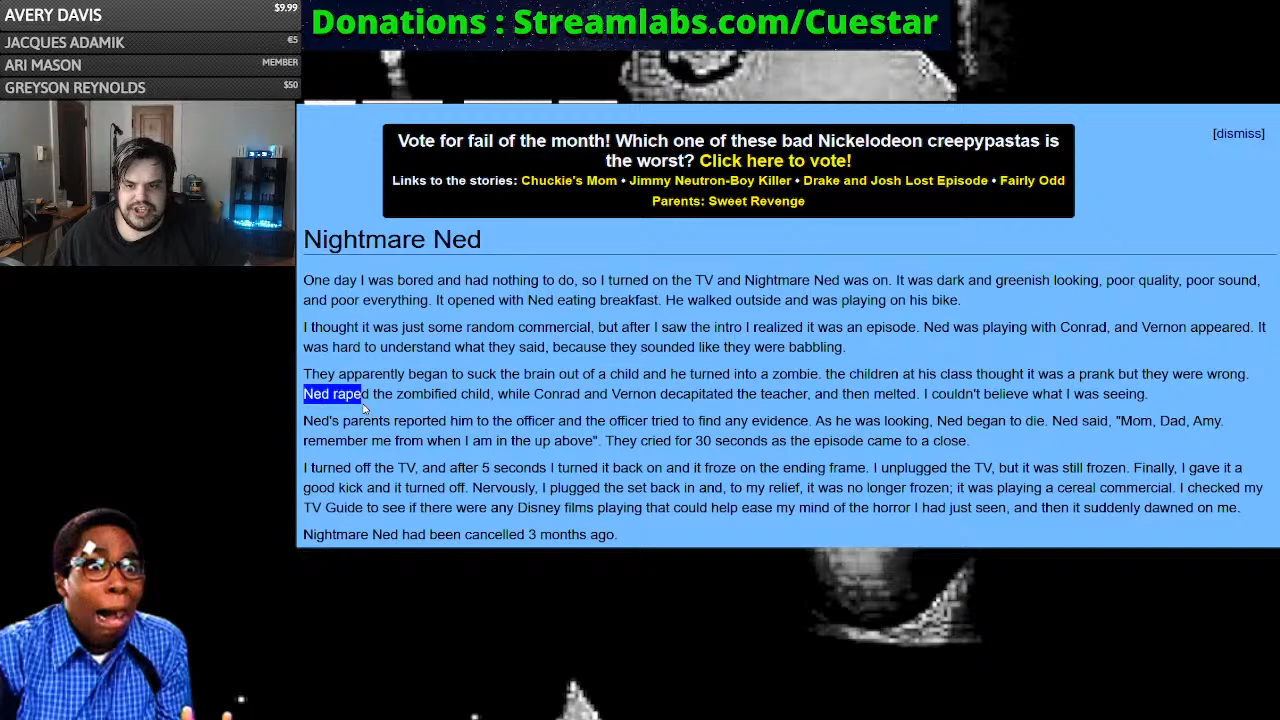 AVERY DAVIS $9.99
JACQUES ADAMIK €5
ARI MASON MEMBER
GREYSON REYNOLDS $50
Donations : Streamlabs.com/Cuestar
Vote for fail of the month! Which one of these bad Nickelodeon creepypastas is
the worst? Click here to vote!
Links to the stories: Chuckie's Mom • Jimmy Neutron-Boy Killer • Drake and Josh Lost Episode • Fairly Odd
Parents: Sweet Revenge
[dismiss]
Nightmare Ned
One day I was bored and had nothing to do, so I turned on the TV and Nightmare Ned was on. It was dark and greenish looking, poor quality, poor sound,
and poor everything. It opened with Ned eating breakfast. He walked outside and was playing on his bike.
I thought it was just some random commercial, but after I saw the intro I realized it was an episode. Ned was playing with Conrad, and Vernon appeared. It
was hard to understand what they said, because they sounded like they were babbling.
They apparently began to suck the brain out of a child and he turned into a zombie. the children at his class thought it was a prank but they were wrong.
Ned raped the zombified child, while Conrad and Vernon decapitated the teacher, and then melted. I couldn't believe what I was seeing.
Ned's parents reported him to the officer and the officer tried to find any evidence. As he was looking, Ned began to die. Ned said, "Mom, Dad, Amy.
remember me from when I am in the up above". They cried for 30 seconds as the episode came to a close.
I turned off the TV, and after 5 seconds I turned it back on and it froze on the ending frame. I unplugged the TV, but it was still frozen. Finally, I gave it a
good kick and it turned off. Nervously, I plugged the set back in and, to my relief, it was no longer frozen; it was playing a cereal commercial. I checked my
TV Guide to see if there were any Disney films playing that could help ease my mind of the horror I had just seen, and then it suddenly dawned on me.
Nightmare Ned had been cancelled 3 months ago.